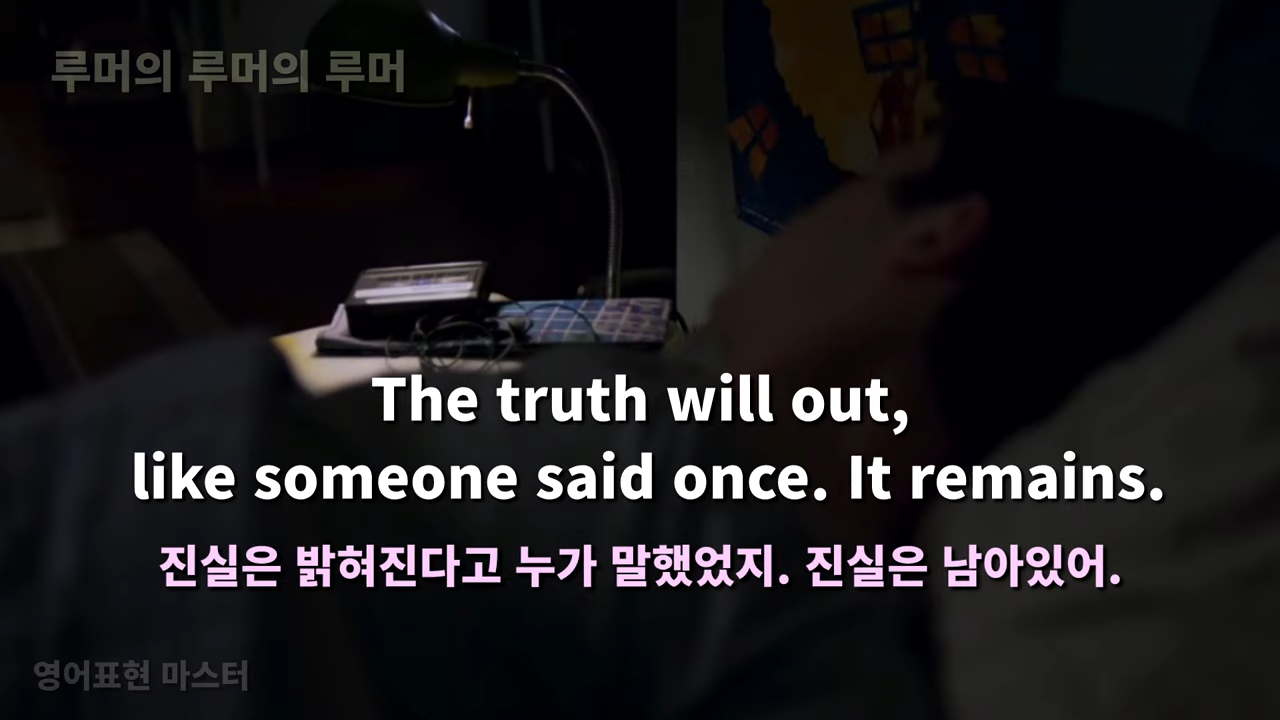 루머의 루머의 루머
The truth will out,
like someone said once. It remains.
진실은 밝혀진다고 누가 말했었지. 진실은 남아있어.
영어표현 마스터